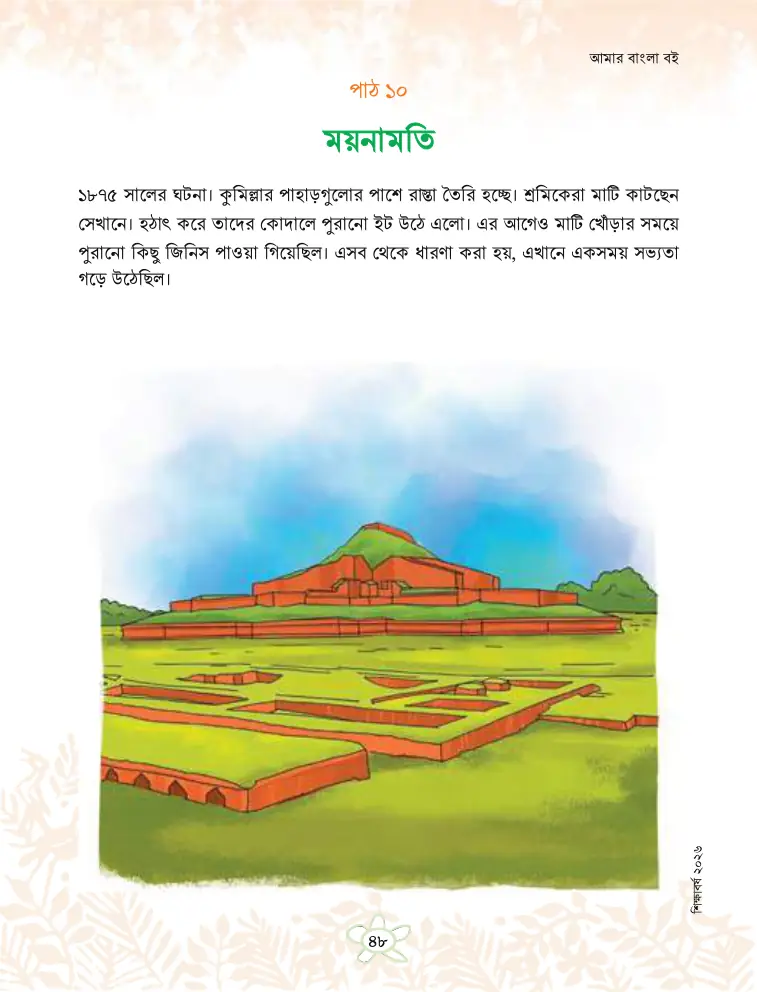 আমার বাংলা বই
পাঠ ১০
ময়নামতি
১৮৭৫ সালের ঘটনা। কুমিল্লার পাহাড়গুলোর পাশে রাস্তা তৈরি হচ্ছে। শ্রমিকেরা মাটি কাটছেন
সেখানে। হঠাৎ করে তাদের কোদালে পুরানো ইট উঠে এলো। এর আগেও মাটি খোঁড়ার সময়ে
পুরানো কিছু জিনিস পাওয়া গিয়েছিল। এসব থেকে ধারণা করা হয়, এখানে একসময় সভ্যতা
গড়ে উঠেছিল।
শিক্ষাবর্ষ ২০২৬
৪৮